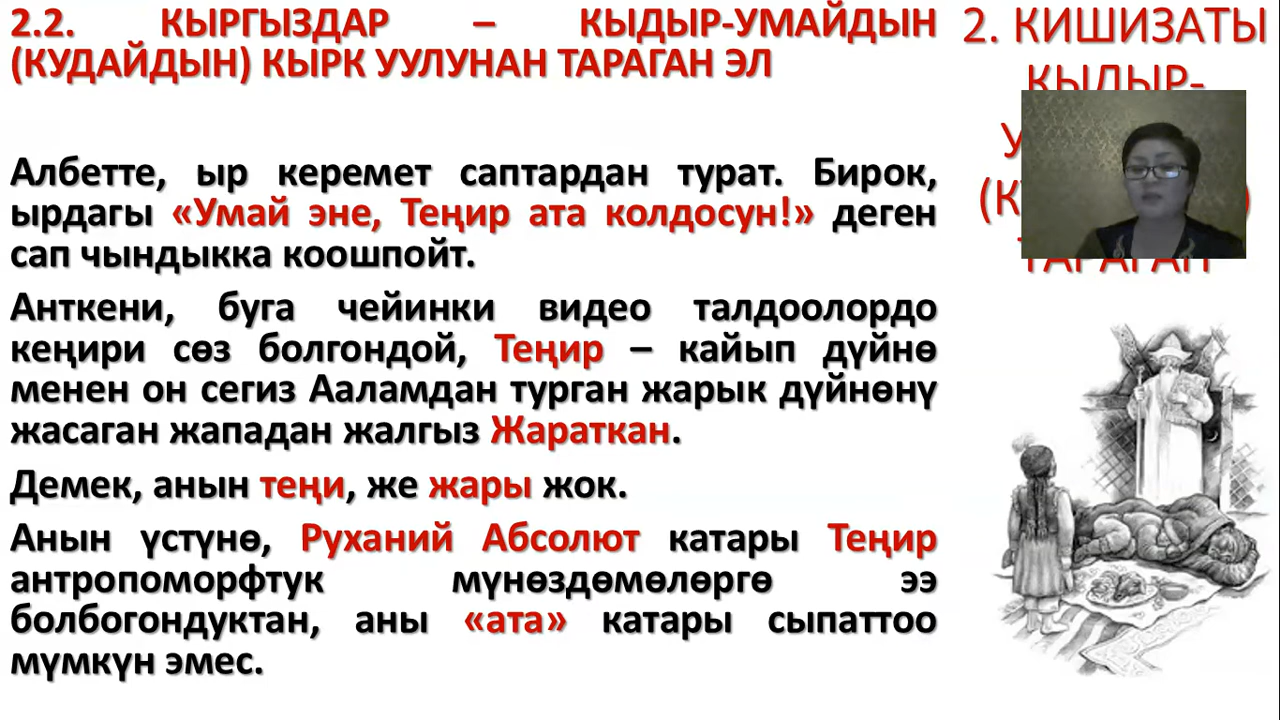 2.2. КЫРГЫЗДАР – КЫДЫР-УМАЙДЫН
(КУДАЙДЫН) КЫРК УУЛУНАН ТАРАГАН ЭЛ
Албетте, ыр керемет саптардан турат. Бирок,
ырдагы «Умай эне, Теңир ата колдосун!» деген
сап чындыкка коошпойт.
Анткени, буга чейинки видео талдоолордо
кеңири сөз болгондой, Теңир – кайып дүйнө
менен он сегиз Ааламдан турган жарык дүйнөнү
жасаган жападан жалгыз Жараткан.
Демек, анын теңи, же жары жок.
Анын үстүнө, Руханий Абсолют катары Теңир
антропоморфтук мүнөздөмөлөргө ээ
болбогондуктан, аны «ата» катары сыпаттоо
мүмкүн эмес.
2. КИШИЗАТЫ
КЫДЫР-
ТАРАГАН